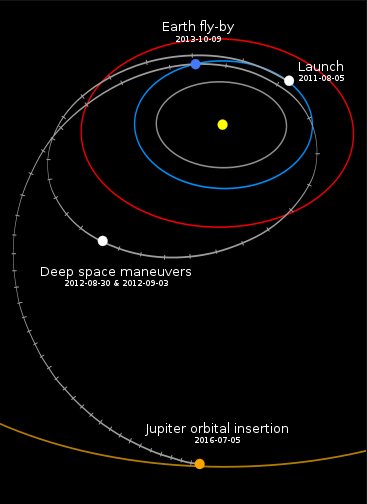 Earth fly-by
2013-10-09
Launch
2011-08-05
Deep space maneuvers
2012-08-30 & 2012-09-03
Jupiter orbital insertion
2016-07-05